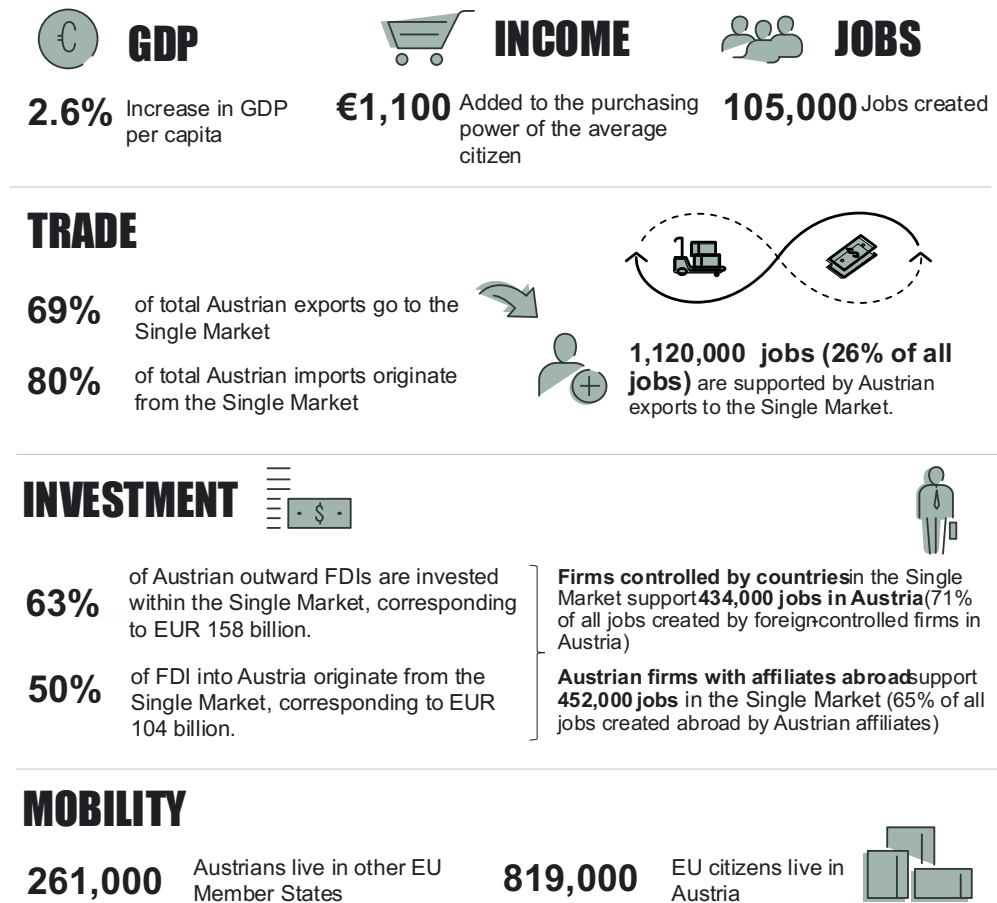 GDP
2.6% Increase in GDP
per capita
INCOME
€1,100 Added to the purchasing
power of the average
citizen
JOBS
105,000 Jobs created
TRADE
69% of total Austrian exports go to the
Single Market
80% of total Austrian imports originate
from the Single Market
1,120,000 jobs (26% of all
jobs) are supported by Austrian
exports to the Single Market.
INVESTMENT
$
63% of Austrian outward FDIs are invested
within the Single Market, corresponding
to EUR 158 billion.
50% of FDI into Austria originate from the
Single Market, corresponding to EUR
104 billion.
Firms controlled by countries in the Single
Market support 434,000 jobs in Austria (71%
of all jobs created by foreign-controlled firms in
Austria)
Austrian firms with affiliates abroad support
452,000 jobs in the Single Market (65% of all
jobs created abroad by Austrian affiliates)
MOBILITY
261,000 Austrians live in other EU
Member States
819,000 EU citizens live in
Austria